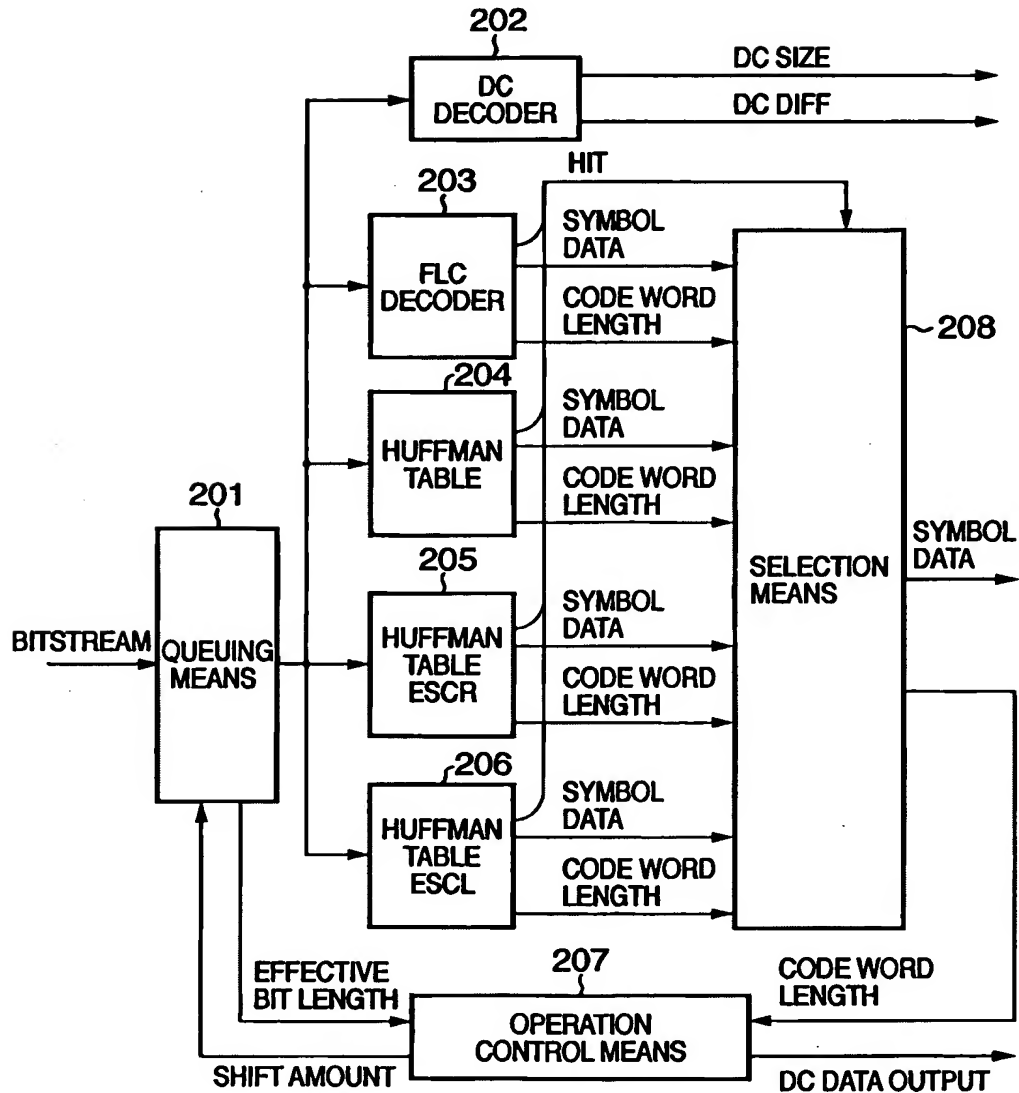 202
DC
DECODER
DC SIZE
DC DIFF
HIT
203
FLC
DECODER
SYMBOL
DATA
CODE WORD
LENGTH
208
204
HUFFMAN
TABLE
SYMBOL
DATA
CODE WORD
LENGTH
201
BITSTREAM
QUEUING
MEANS
205
HUFFMAN
TABLE
ESCR
SYMBOL
DATA
CODE WORD
LENGTH
SELECTION
MEANS
SYMBOL
DATA
206
HUFFMAN
TABLE
ESCL
SYMBOL
DATA
CODE WORD
LENGTH
EFFECTIVE
BIT LENGTH
207
OPERATION
CONTROL MEANS
CODE WORD
LENGTH
SHIFT AMOUNT
DC DATA OUTPUT